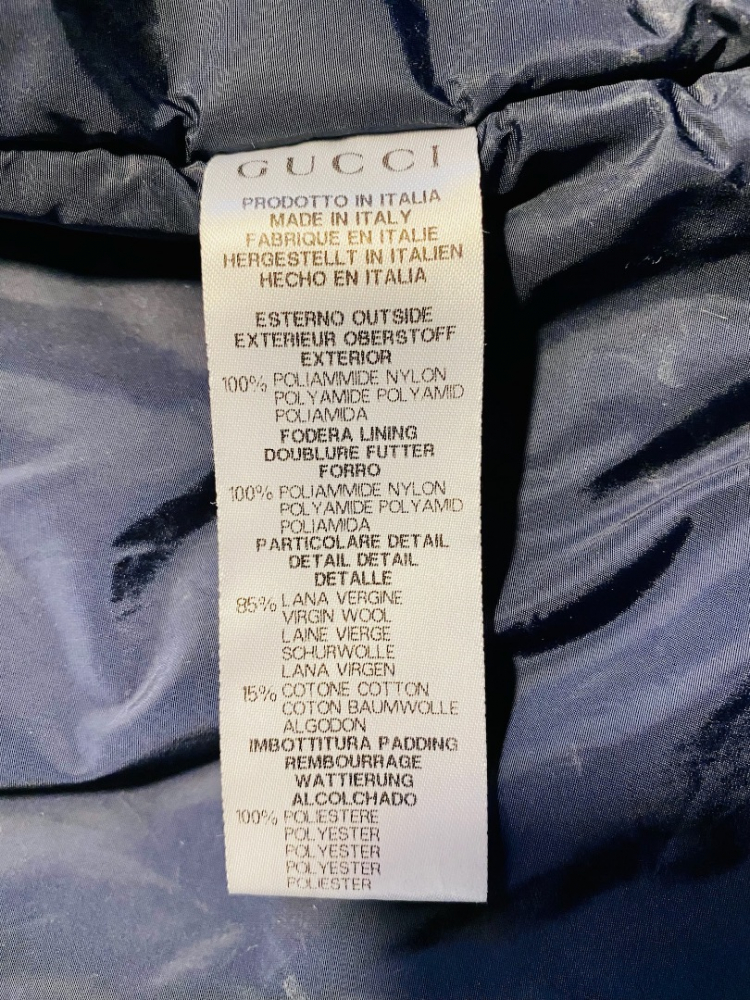 GUCCI
PRODOTTO IN ITALIA
MADE IN ITALY
FABRIQUE EN ITALIE
HERGESTELLT IN ITALIEN
HECHO EN ITALIA
ESTERNO OUTSIDE
EXTERIEUR OBERSTOFF
EXTERIOR
100% POLIAMMIDE NYLON
POLYAMIDE POLYAMID
POLIAMIDA
FODERA LINING
DOUBLURE FUTTER
FORRO
100% POLIAMMIDE NYLON
POLYAMIDE POLYAMID
POLIAMIDA
PARTICOLARE DETAIL
DETAIL DETAIL
DETALLE
85% LANA VERGINE
VIRGIN WOOL
LAINE VIERGE
SCHURWOLLE
LANA VIRGEN
15% COTONE COTTON
COTON BAUMWOLLE
ALGODON
IMBOTTITURA PADDING
REMBOURRAGE
WATTIERUNG
ALCOLCHADO
100% POLIESTERE
POLYESTER
POLYESTER
POLYESTER
POLIESTER